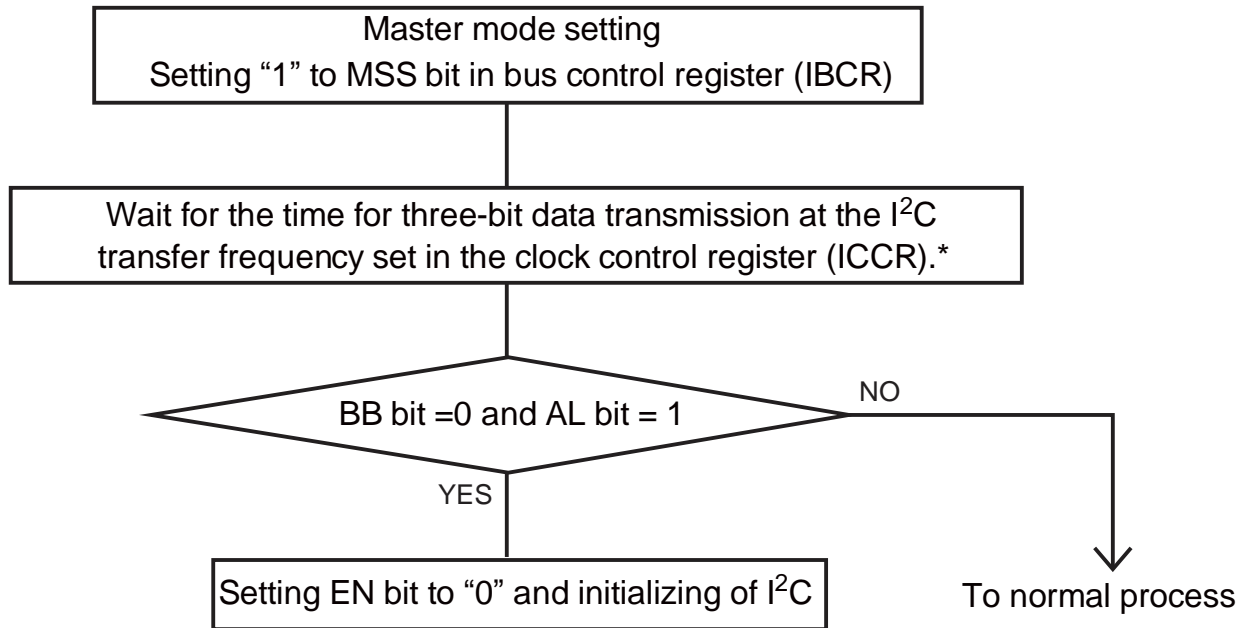 Master mode setting
Setting “1” to MSS bit in bus control register (IBCR)
Wait for the time for three-bit data transmission at the I²C
transfer frequency set in the clock control register (ICCR).*
BB bit =0 and AL bit = 1
NO
YES
Setting EN bit to “0” and initializing of I²C
To normal process